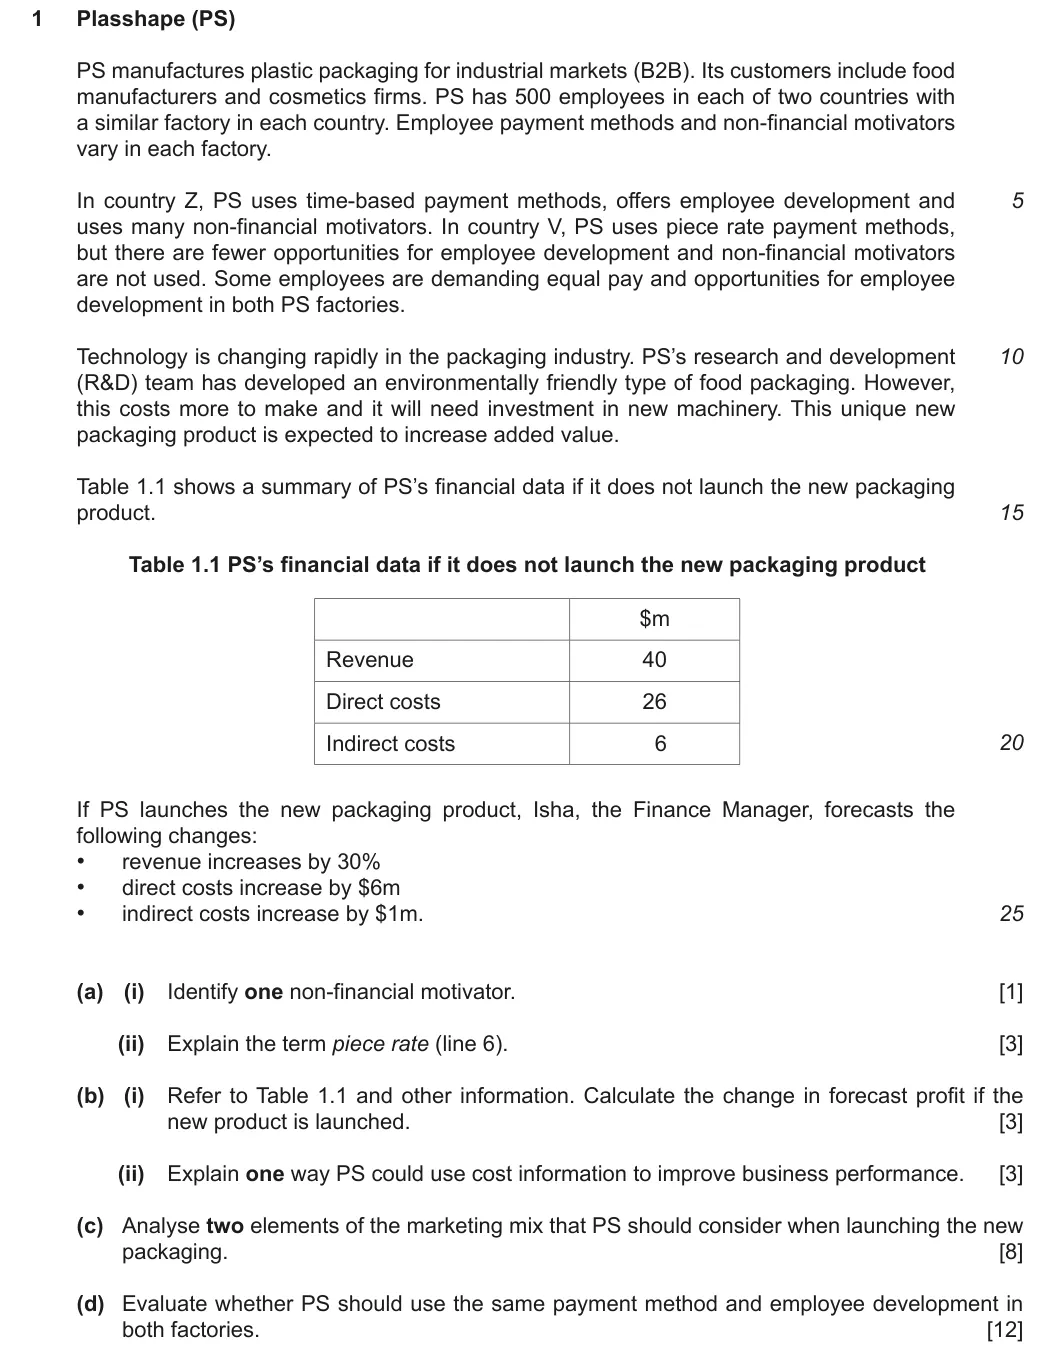 1 Plasshape (PS)
PS manufactures plastic packaging for industrial markets (B2B). Its customers include food
manufacturers and cosmetics firms. PS has 500 employees in each of two countries with
a similar factory in each country. Employee payment methods and non-financial motivators
vary in each factory.
In country Z, PS uses time-based payment methods, offers employee development and 5
uses many non-financial motivators. In country V, PS uses piece rate payment methods,
but there are fewer opportunities for employee development and non-financial motivators
are not used. Some employees are demanding equal pay and opportunities for employee
development in both PS factories.
Technology is changing rapidly in the packaging industry. PS's research and development 10
(R&D) team has developed an environmentally friendly type of food packaging. However,
this costs more to make and it will need investment in new machinery. This unique new
packaging product is expected to increase added value.
Table 1.1 shows a summary of PS's financial data if it does not launch the new packaging
product. 15
Table 1.1 PS's financial data if it does not launch the new packaging product
$m
Revenue 40
Direct costs 26
Indirect costs 6 20
If PS launches the new packaging product, Isha, the Finance Manager, forecasts the
following changes:
• revenue increases by 30%
• direct costs increase by $6m
• indirect costs increase by $1m. 25
(a) (i) Identify one non-financial motivator. [1]
(ii) Explain the term piece rate (line 6). [3]
(b) (i) Refer to Table 1.1 and other information. Calculate the change in forecast profit if the
new product is launched. [3]
(ii) Explain one way PS could use cost information to improve business performance. [3]
(c) Analyse two elements of the marketing mix that PS should consider when launching the new
packaging. [8]
(d) Evaluate whether PS should use the same payment method and employee development in
both factories. [12]